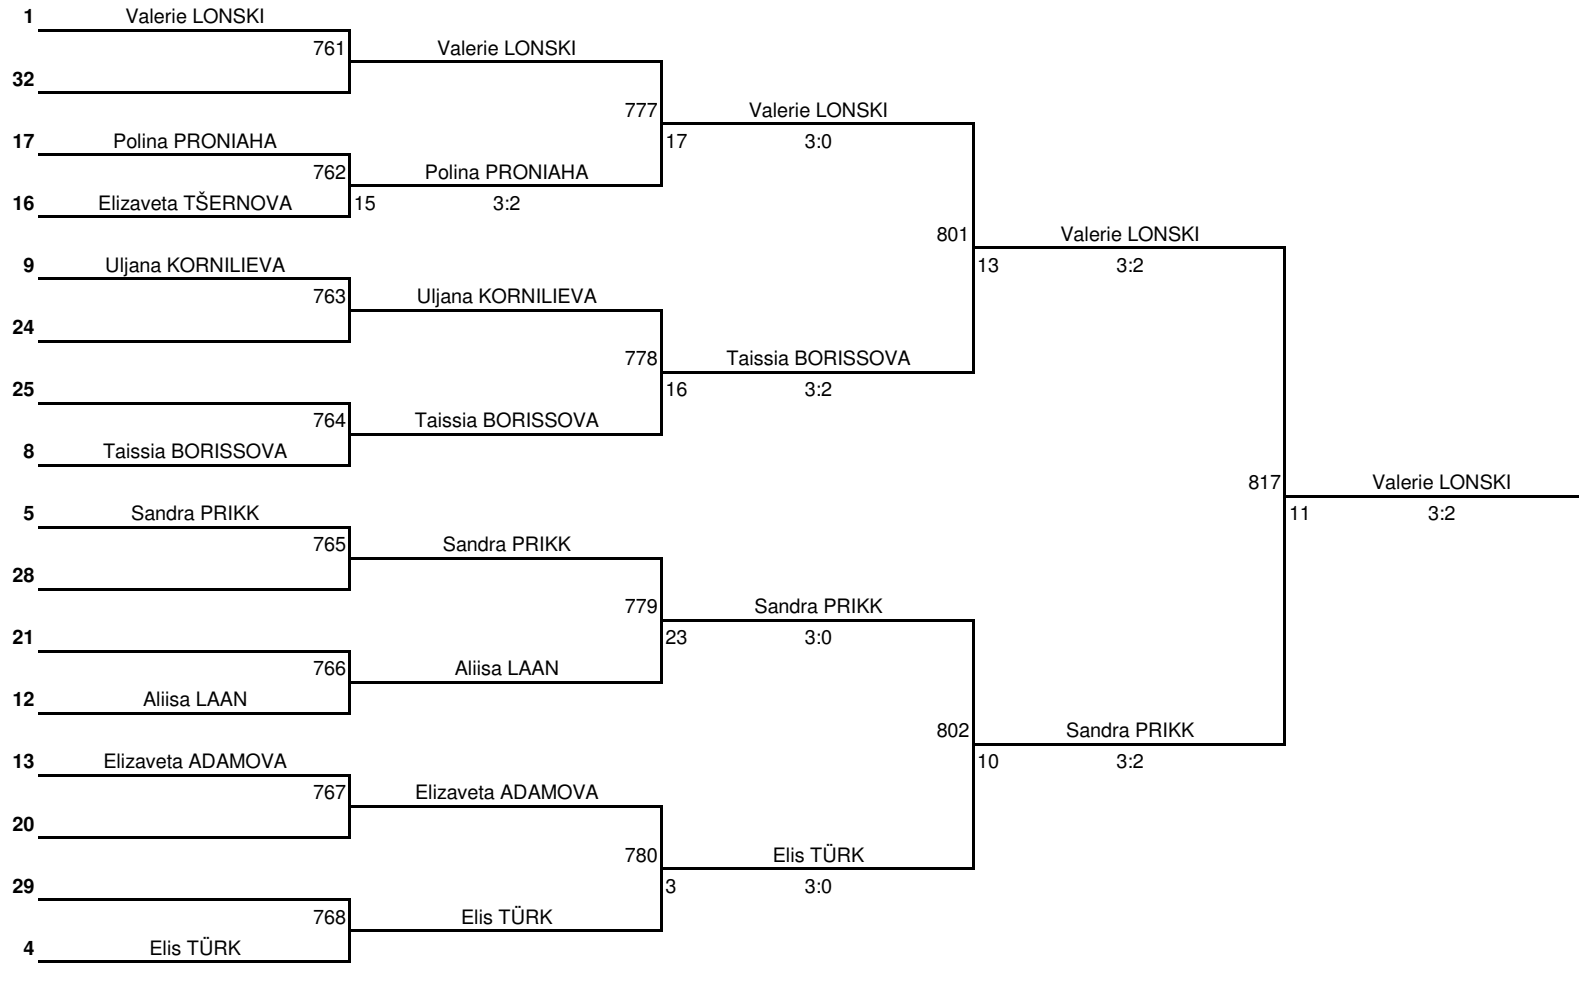 1 Valerie LONSKI
761 Valerie LONSKI
32
777 Valerie LONSKI
17 Polina PRONIAHA 17 3:0
762 Polina PRONIAHA
16 Elizaveta TŠERNOVA 15 3:2
801 Valerie LONSKI
9 Uljana KORNILIEVA 13 3:2
763 Uljana KORNILIEVA
24
778 Taissia BORISSOVA
25 16 3:2
764 Taissia BORISSOVA
8 Taissia BORISSOVA
817 Valerie LONSKI
5 Sandra PRIKK 11 3:2
765 Sandra PRIKK
28
779 Sandra PRIKK
21 23 3:0
766 Aliisa LAAN
12 Aliisa LAAN
802 Sandra PRIKK
13 Elizaveta ADAMOVA 10 3:2
767 Elizaveta ADAMOVA
20
780 Elis TÜRK
29 3 3:0
768 Elis TÜRK
4 Elis TÜRK